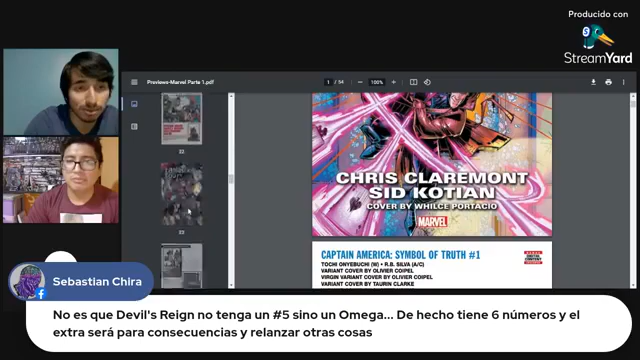 Producido con
StreamYard
Previews-Marvel Parte 1.pdf
1 / 94
100%
22
CHRIS CLAREMONT
SID KOTIAN
COVER BY WHILCE PORTACIO
MARVEL
CAPTAIN AMERICA: SYMBOL OF TRUTH #1
TOCHI ONYEBUCHI (W) • R.B. SILVA (A/C)
VARIANT COVER BY OLIVIER COIPEL
VIRGIN VARIANT COVER BY OLIVIER COIPEL
VARIANT COVER BY TAURIN CLARKE
Sebastian Chira
No es que Devil's Reign no tenga un #5 sino un Omega... De hecho tiene 6 números y el
extra será para consecuencias y relanzar otras cosas